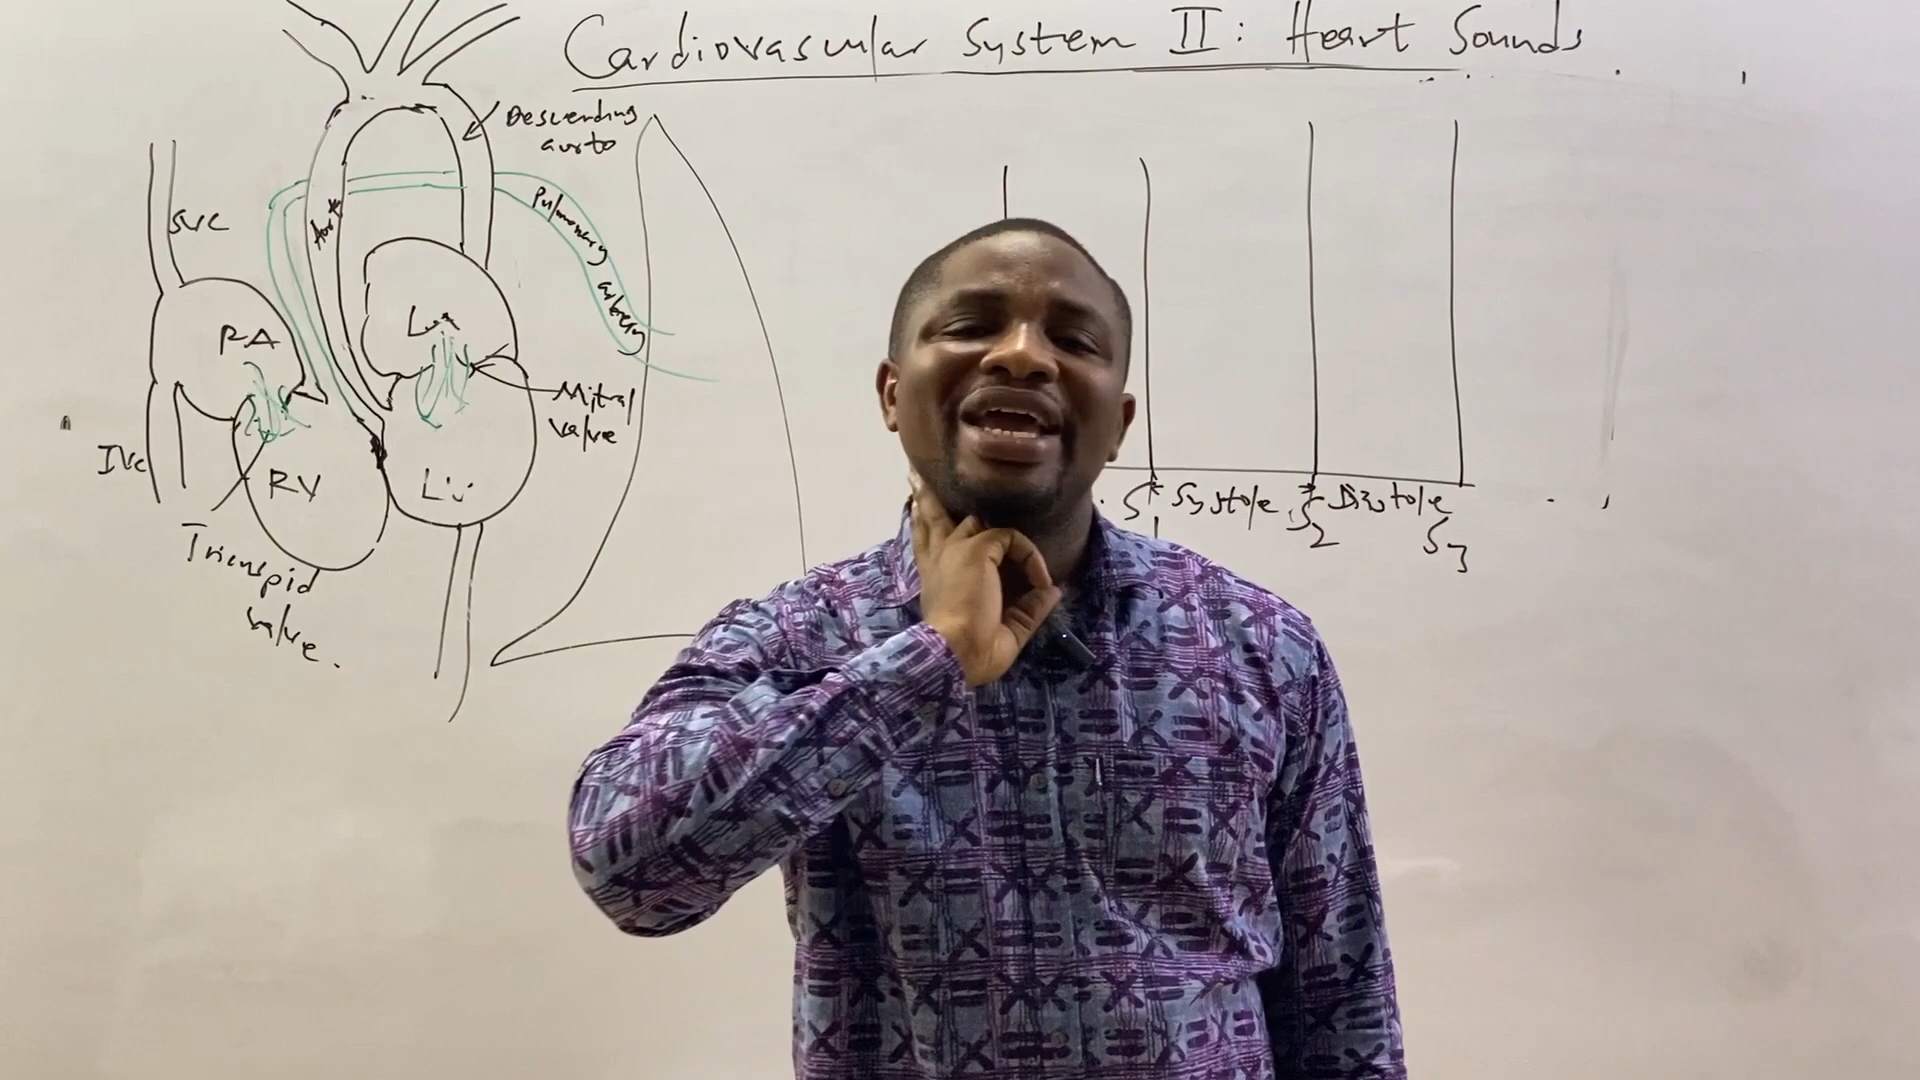 Cardiovascular System II: Heart Sounds
Descending
aorto
SVC
Aorta
Pulmonary artery
RA
LA
Mitral
valve
IVC
RV
LV
Tricuspid
valve.
S1 Systole S2 Diastole
S3